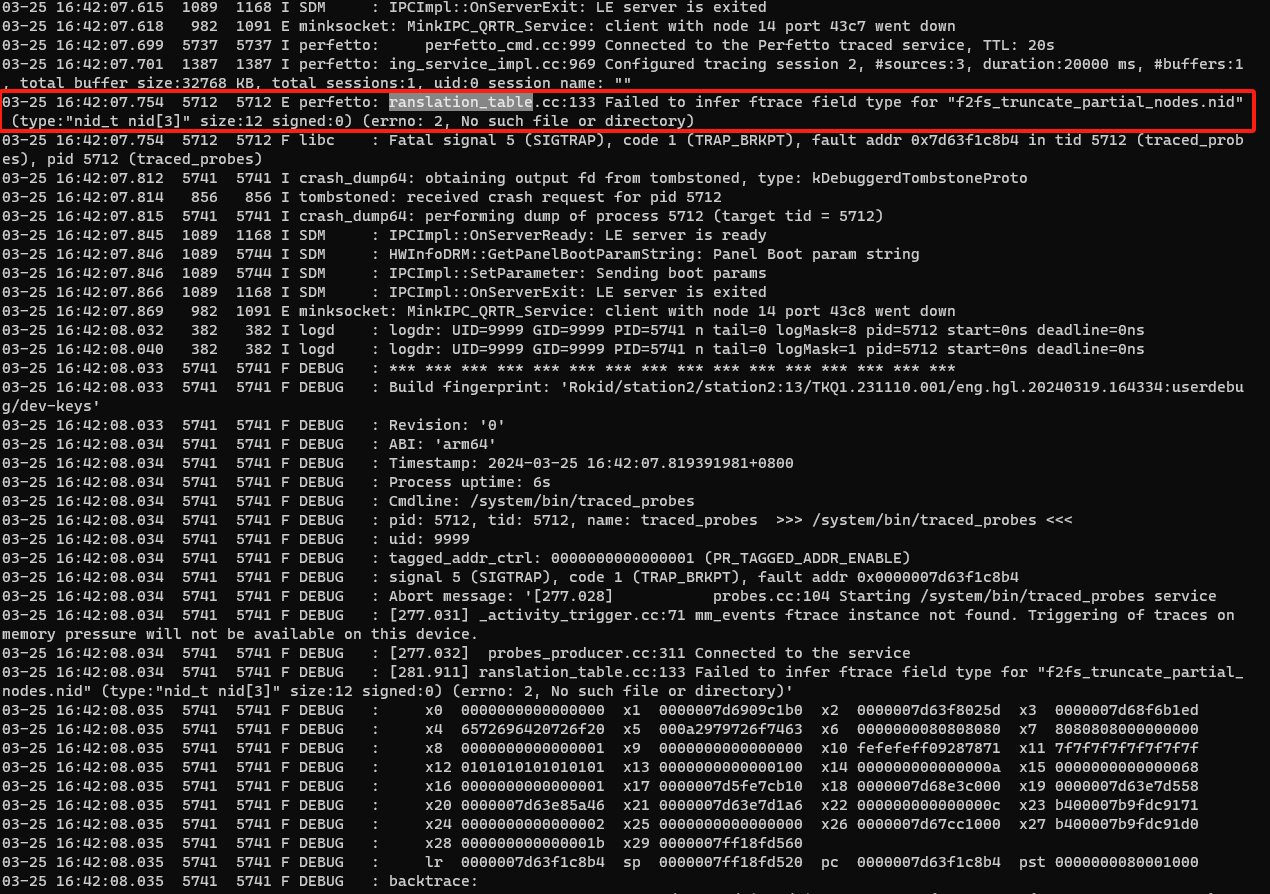 03-25 16:42:07.615  1089  1168 I SDM     : IPCImpl::OnServerExit: LE server is exited
03-25 16:42:07.618   982  1091 E minksocket: MinkIPC_QRTR_Service: client with node 14 port 43c7 went down
03-25 16:42:07.699  5737  5737 I perfetto:     perfetto_cmd.cc:999 Connected to the Perfetto traced service, TTL: 20s
03-25 16:42:07.701  1387  1387 I perfetto: ing_service_impl.cc:969 Configured tracing session 2, #sources:3, duration:20000 ms, #buffers:1
, total buffer size:32768 KB, total sessions:1, uid:0 session name: ""
03-25 16:42:07.754  5712  5712 E perfetto: ranslation_table.cc:133 Failed to infer ftrace field type for "f2fs_truncate_partial_nodes.nid"
 (type:"nid_t nid[3]" size:12 signed:0) (errno: 2, No such file or directory)
03-25 16:42:07.754  5712  5712 F libc    : Fatal signal 5 (SIGTRAP), code 1 (TRAP_BRKPT), fault addr 0x7d63f1c8b4 in tid 5712 (traced_prob
es), pid 5712 (traced_probes)
03-25 16:42:07.812  5741  5741 I crash_dump64: obtaining output fd from tombstoned, type: kDebuggerdTombstoneProto
03-25 16:42:07.814   856   856 I tombstoned: received crash request for pid 5712
03-25 16:42:07.815  5741  5741 I crash_dump64: performing dump of process 5712 (target tid = 5712)
03-25 16:42:07.845  1089  1168 I SDM     : IPCImpl::OnServerReady: LE server is ready
03-25 16:42:07.846  1089  5744 I SDM     : HWInfoDRM::GetPanelBootParamString: Panel Boot param string
03-25 16:42:07.846  1089  5744 I SDM     : IPCImpl::SetParameter: Sending boot params
03-25 16:42:07.866  1089  1168 I SDM     : IPCImpl::OnServerExit: LE server is exited
03-25 16:42:07.869   982  1091 E minksocket: MinkIPC_QRTR_Service: client with node 14 port 43c8 went down
03-25 16:42:08.032   382   382 I logd    : logdr: UID=9999 GID=9999 PID=5741 n tail=0 logMask=8 pid=5712 start=0ns deadline=0ns
03-25 16:42:08.040   382   382 I logd    : logdr: UID=9999 GID=9999 PID=5741 n tail=0 logMask=1 pid=5712 start=0ns deadline=0ns
03-25 16:42:08.033  5741  5741 F DEBUG   : *** *** *** *** *** *** *** *** *** *** *** *** *** *** *** ***
03-25 16:42:08.033  5741  5741 F DEBUG   : Build fingerprint: 'Rokid/station2/station2:13/TKQ1.231110.001/eng.hgl.20240319.164334:userdebu
g/dev-keys'
03-25 16:42:08.033  5741  5741 F DEBUG   : Revision: '0'
03-25 16:42:08.034  5741  5741 F DEBUG   : ABI: 'arm64'
03-25 16:42:08.034  5741  5741 F DEBUG   : Timestamp: 2024-03-25 16:42:07.819391981+0800
03-25 16:42:08.034  5741  5741 F DEBUG   : Process uptime: 6s
03-25 16:42:08.034  5741  5741 F DEBUG   : Cmdline: /system/bin/traced_probes
03-25 16:42:08.034  5741  5741 F DEBUG   : pid: 5712, tid: 5712, name: traced_probes  >>> /system/bin/traced_probes <<<
03-25 16:42:08.034  5741  5741 F DEBUG   : uid: 9999
03-25 16:42:08.034  5741  5741 F DEBUG   : tagged_addr_ctrl: 0000000000000001 (PR_TAGGED_ADDR_ENABLE)
03-25 16:42:08.034  5741  5741 F DEBUG   : signal 5 (SIGTRAP), code 1 (TRAP_BRKPT), fault addr 0x0000007d63f1c8b4
03-25 16:42:08.034  5741  5741 F DEBUG   : Abort message: '[277.028]           probes.cc:104 Starting /system/bin/traced_probes service
03-25 16:42:08.034  5741  5741 F DEBUG   : [277.031] _activity_trigger.cc:71 mm_events ftrace instance not found. Triggering of traces on
memory pressure will not be available on this device.
03-25 16:42:08.034  5741  5741 F DEBUG   : [277.032]  probes_producer.cc:311 Connected to the service
03-25 16:42:08.034  5741  5741 F DEBUG   : [281.911] ranslation_table.cc:133 Failed to infer ftrace field type for "f2fs_truncate_partial_
nodes.nid" (type:"nid_t nid[3]" size:12 signed:0) (errno: 2, No such file or directory)'
03-25 16:42:08.035  5741  5741 F DEBUG   :     x0  0000000000000000  x1  0000007d6909c1b0  x2  0000007d63f8025d  x3  0000007d68f6b1ed
03-25 16:42:08.035  5741  5741 F DEBUG   :     x4  6572696420726f20  x5  000a2979726f7463  x6  0000000080808080  x7  8080808000000000
03-25 16:42:08.035  5741  5741 F DEBUG   :     x8  0000000000000001  x9  0000000000000000  x10 fefefeff09287871  x11 7f7f7f7f7f7f7f7f
03-25 16:42:08.035  5741  5741 F DEBUG   :     x12 0101010101010101  x13 0000000000000100  x14 000000000000000a  x15 0000000000000068
03-25 16:42:08.035  5741  5741 F DEBUG   :     x16 0000000000000001  x17 0000007d5fe7cb10  x18 0000007d68e3c000  x19 0000007d63e7d558
03-25 16:42:08.035  5741  5741 F DEBUG   :     x20 0000007d63e85a46  x21 0000007d63e7d1a6  x22 000000000000000c  x23 b400007b9fdc9171
03-25 16:42:08.035  5741  5741 F DEBUG   :     x24 0000000000000002  x25 0000000000000000  x26 0000007d67cc1000  x27 b400007b9fdc91d0
03-25 16:42:08.035  5741  5741 F DEBUG   :     x28 000000000000001b  x29 0000007ff18fd560
03-25 16:42:08.035  5741  5741 F DEBUG   :     lr  0000007d63f1c8b4  sp  0000007ff18fd520  pc  0000007d63f1c8b4  pst 0000000080001000
03-25 16:42:08.035  5741  5741 F DEBUG   : backtrace: